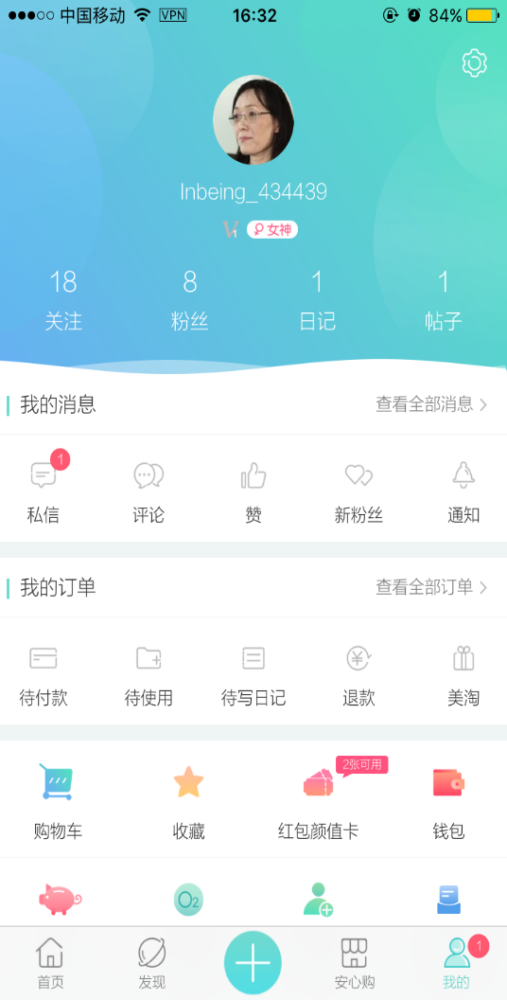 中国移动 VPN 16:32 84%
lnbeing_434439
V1 女神
18 8 1 1
关注 粉丝 日记 帖子
我的消息 查看全部消息
1
私信 评论 赞 新粉丝 通知
我的订单 查看全部订单
待付款 待使用 待写日记 退款 美淘
2张可用
购物车 收藏 红包颜值卡 钱包
O2
1
首页 发现 安心购 我的